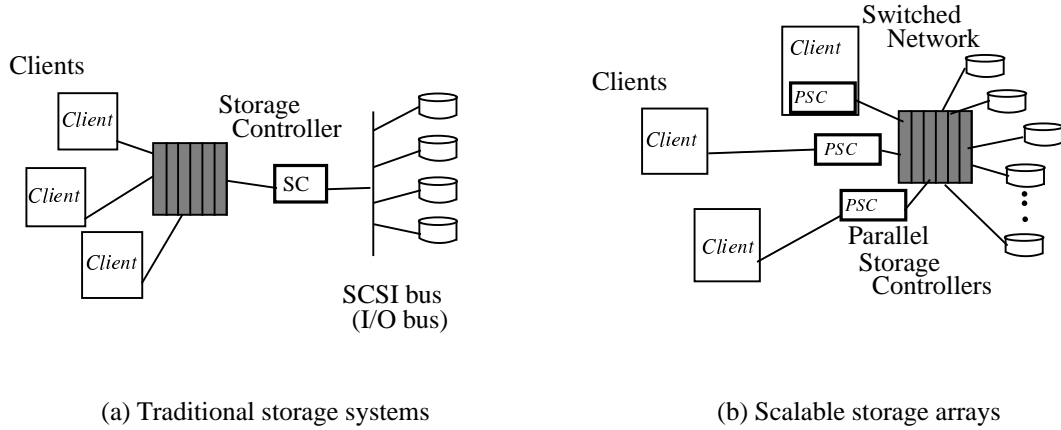 Clients
Client
Client
Client
Storage
Controller
SC
SCSI bus
(I/O bus)
(a) Traditional storage systems
Switched
Network
Clients
Client
PSC
Client
PSC
Client
PSC
Parallel
Storage
Controllers
(b) Scalable storage arrays